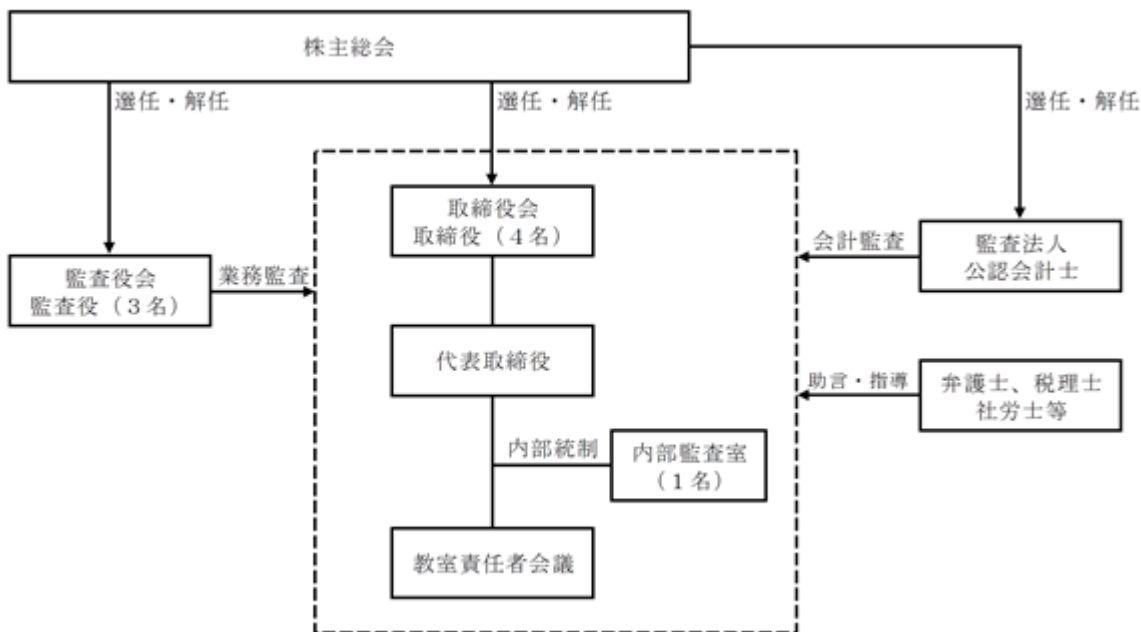 株主総会
選任・解任
選任・解任
選任・解任
取締役会
取締役（４名）
監査役会
監査役（３名）
業務監査
会計監査
監査法人
公認会計士
代表取締役
助言・指導
弁護士、税理士
社労士等
内部統制
内部監査室
（１名）
教室責任者会議